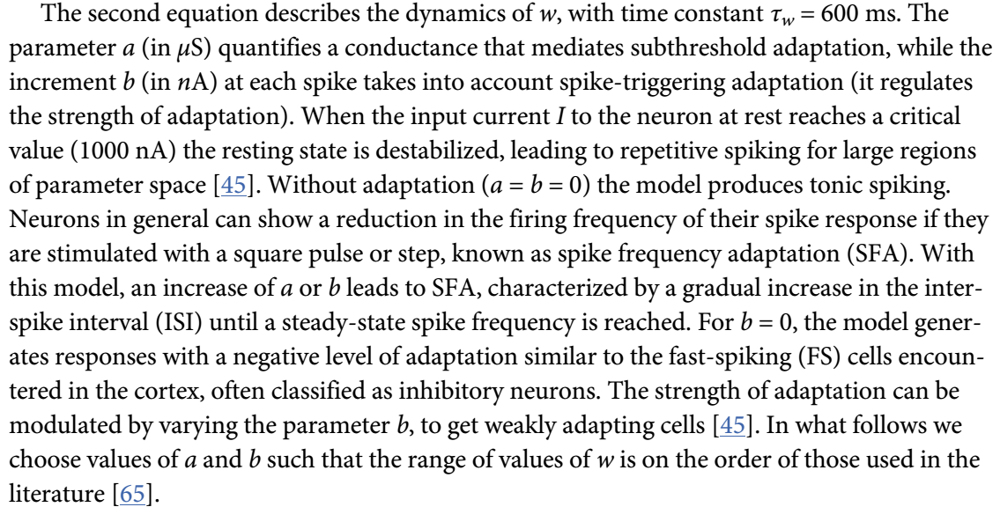 The second equation describes the dynamics of w, with time constant τw = 600 ms. The
parameter a (in μS) quantifies a conductance that mediates subthreshold adaptation, while the
increment b (in nA) at each spike takes into account spike-triggering adaptation (it regulates
the strength of adaptation). When the input current I to the neuron at rest reaches a critical
value (1000 nA) the resting state is destabilized, leading to repetitive spiking for large regions
of parameter space [45]. Without adaptation (a = b = 0) the model produces tonic spiking.
Neurons in general can show a reduction in the firing frequency of their spike response if they
are stimulated with a square pulse or step, known as spike frequency adaptation (SFA). With
this model, an increase of a or b leads to SFA, characterized by a gradual increase in the inter-
spike interval (ISI) until a steady-state spike frequency is reached. For b = 0, the model gener-
ates responses with a negative level of adaptation similar to the fast-spiking (FS) cells encoun-
tered in the cortex, often classified as inhibitory neurons. The strength of adaptation can be
modulated by varying the parameter b, to get weakly adapting cells [45]. In what follows we
choose values of a and b such that the range of values of w is on the order of those used in the
literature [65].